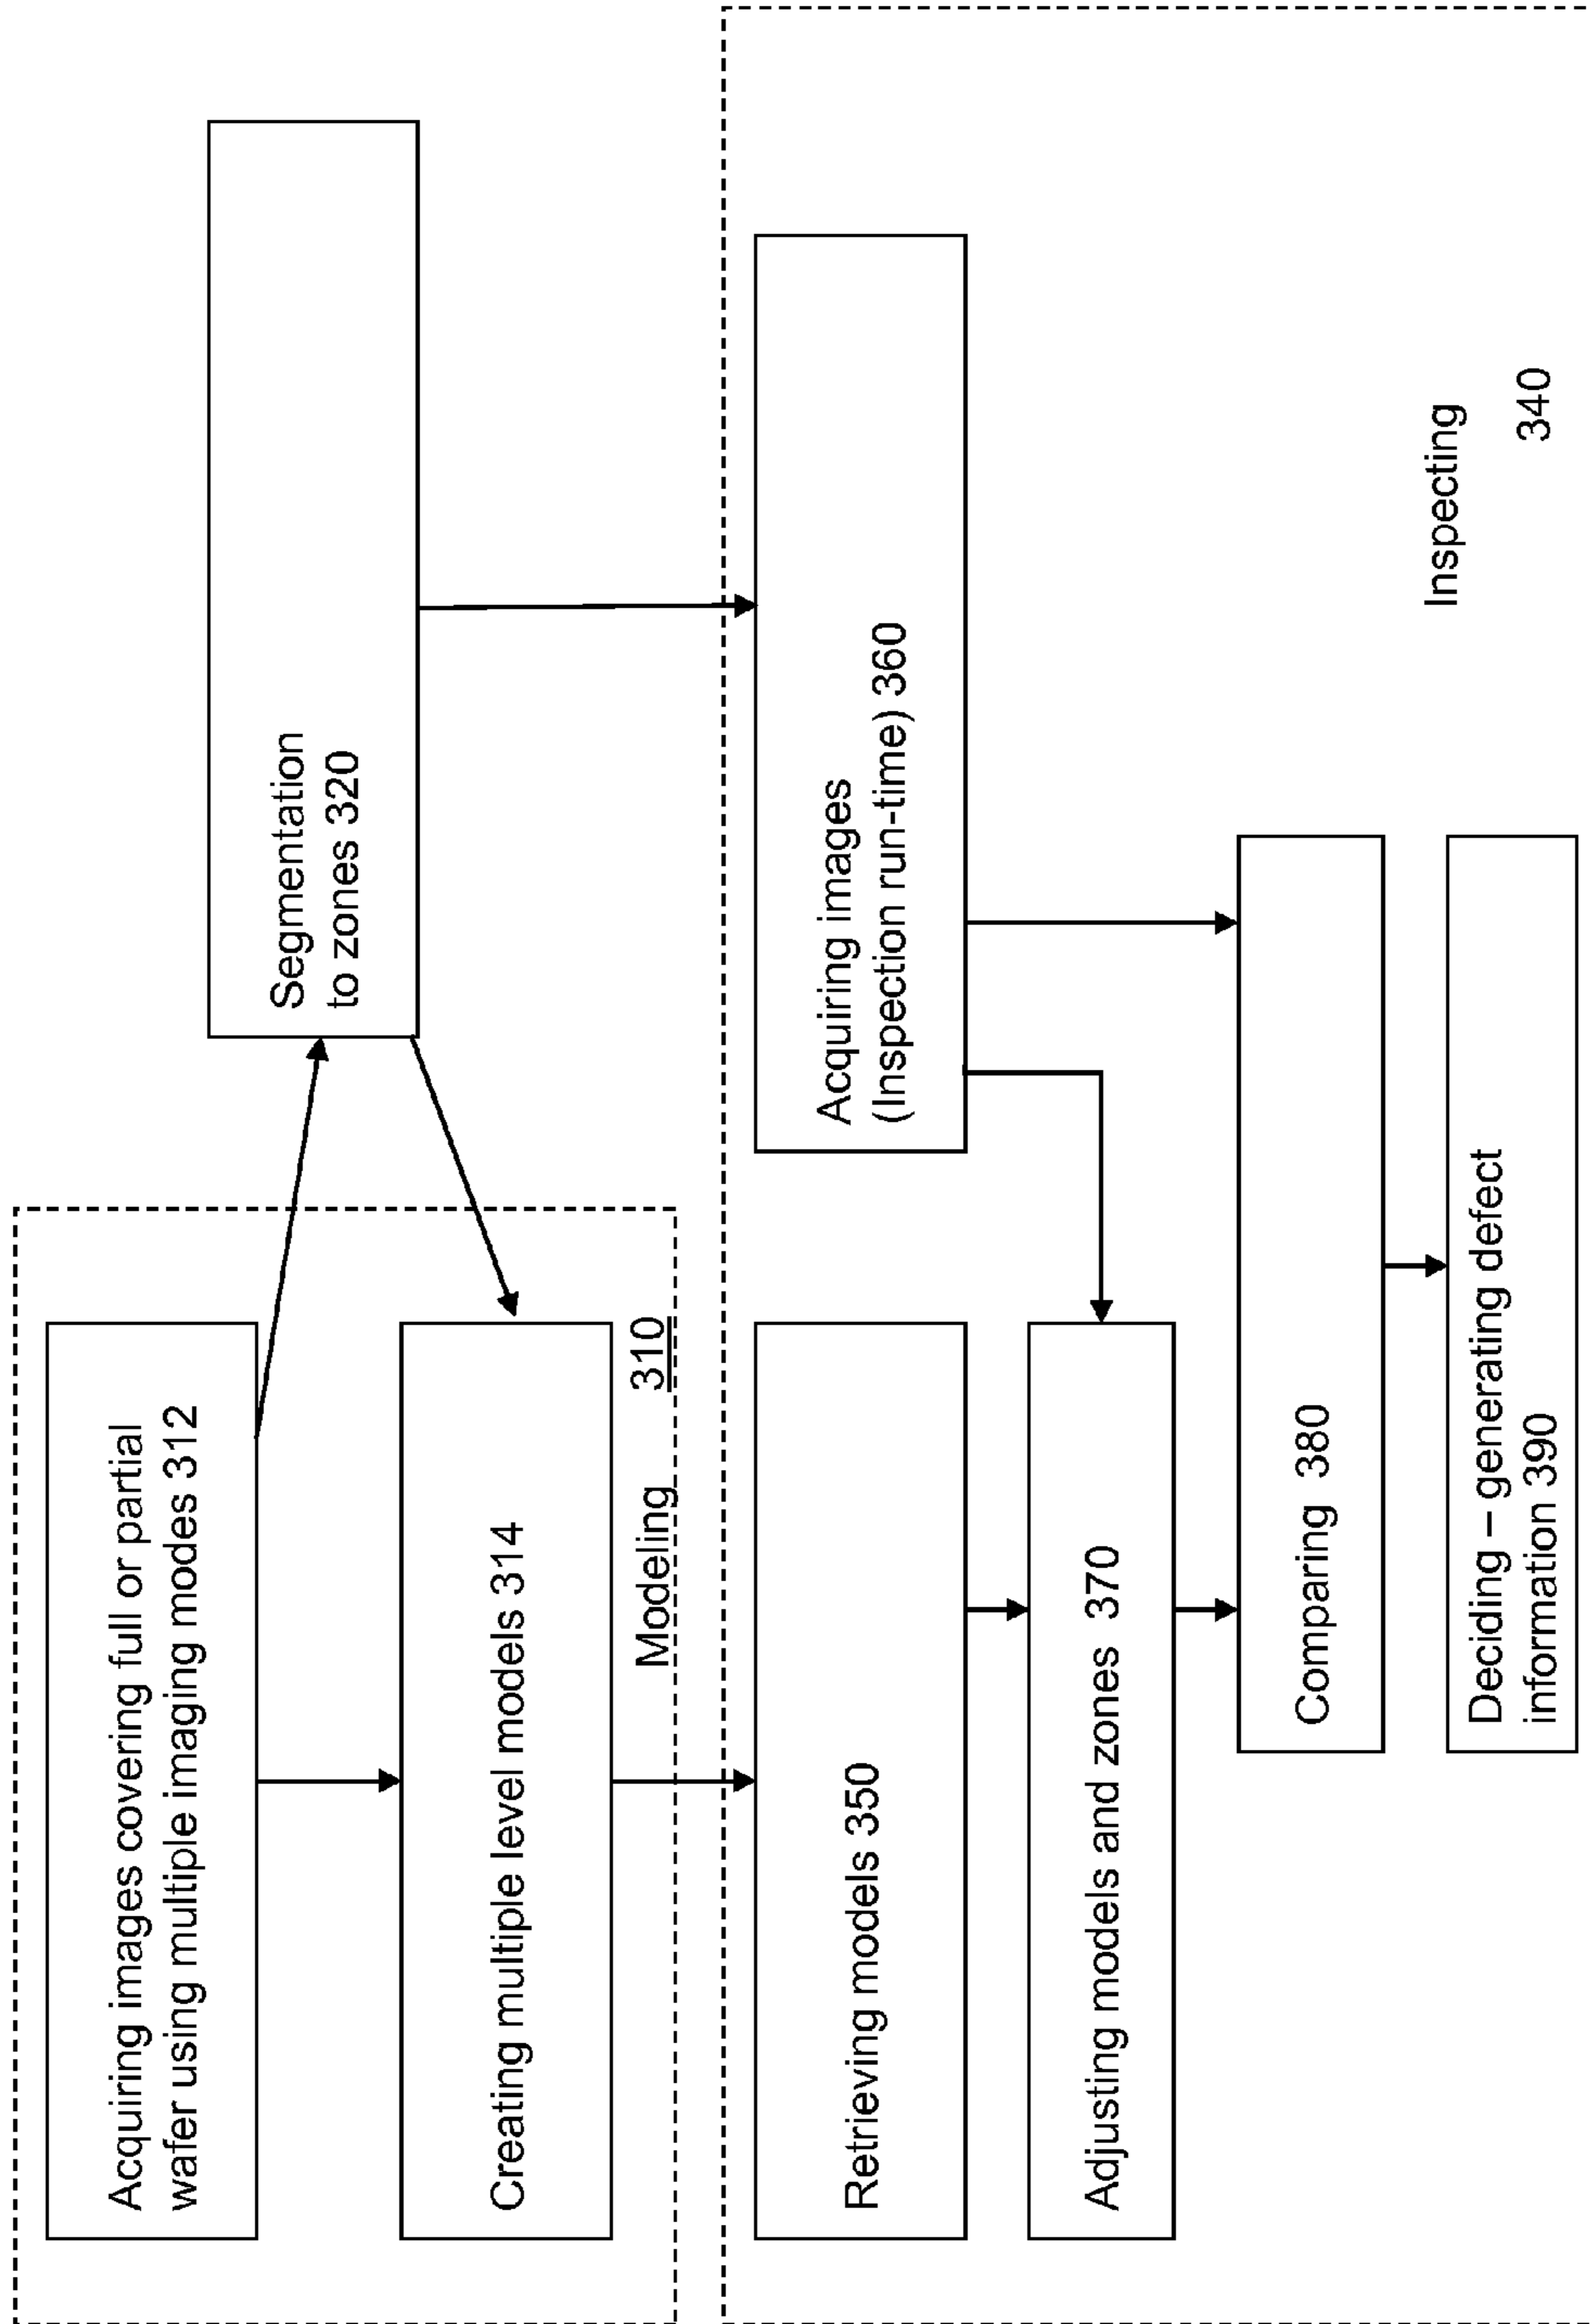 Acquiring images covering full or partial
wafer using multiple imaging modes 312
Segmentation
to zones 320
Creating multiple level models 314
Modeling
310
Retrieving models 350
Acquiring images
(Inspection run-time) 360
Adjusting models and zones 370
Comparing 380
Deciding – generating defect
information 390
Inspecting
340